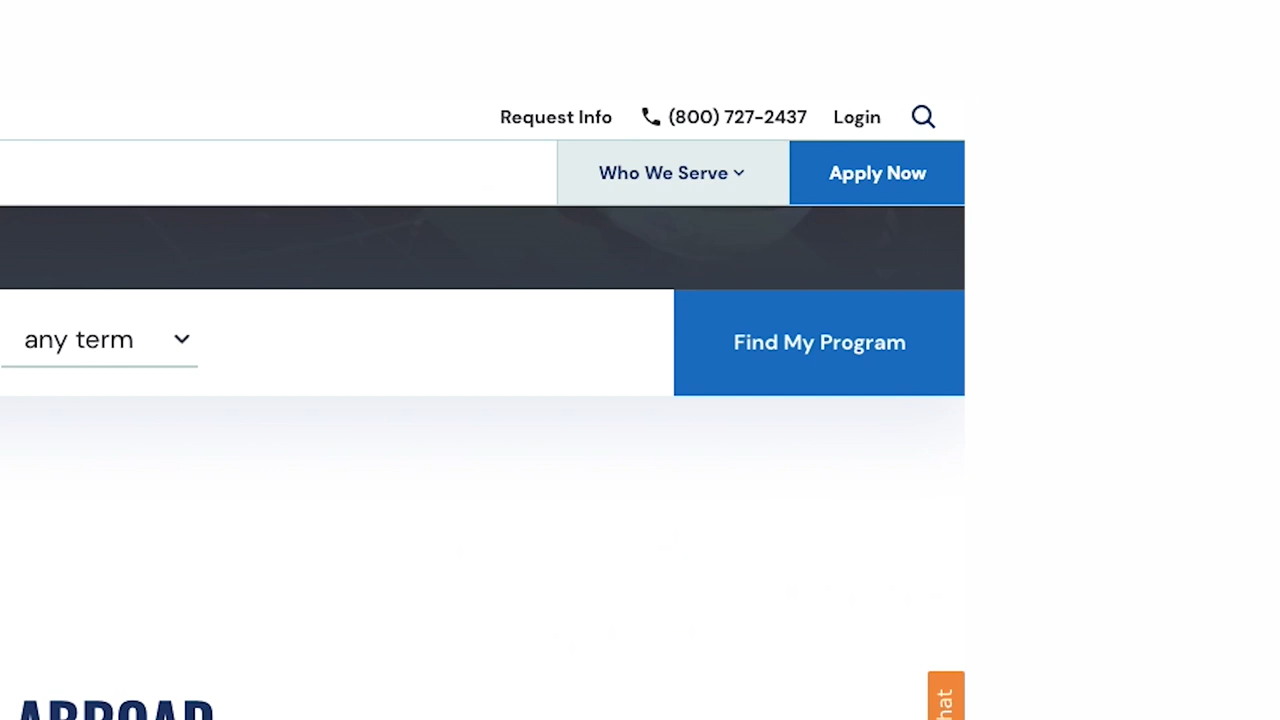 Request Info (800) 727-2437 Login
Who We Serve Apply Now
any term Find My Program
ABROAD